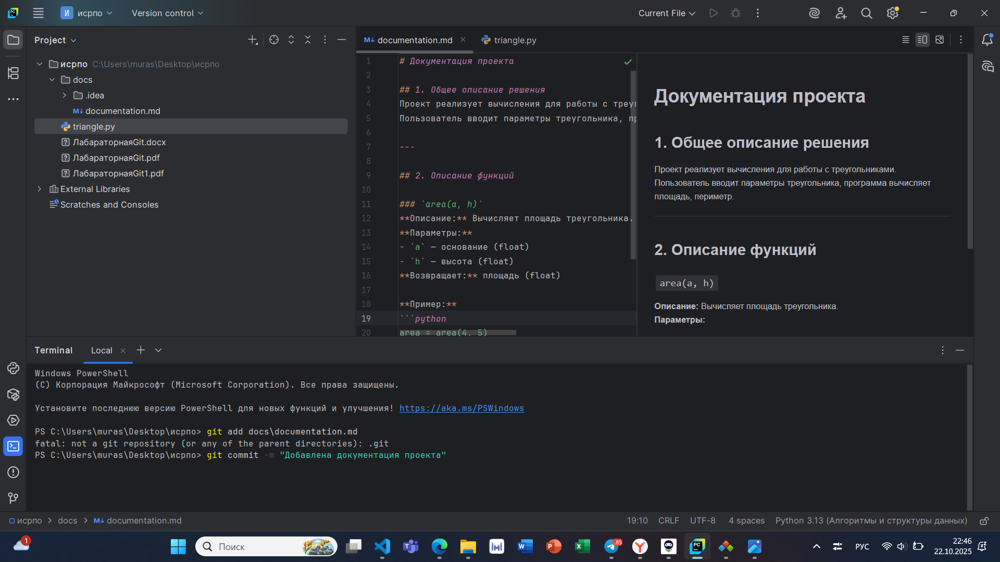 PC
И исрпо
Version control
Current File
Project
исрпо C:\Users\muras\Desktop\исрпо
docs
.idea
M↓ documentation.md
triangle.py
? ЛабараторнаяGit.docx
? ЛабараторнаяGit.pdf
? ЛабараторнаяGit1.pdf
External Libraries
Scratches and Consoles
M↓ documentation.md
triangle.py
1 # Документация проекта
2
3 ## 1. Общее описание решения
4 Проект реализует вычисления для работы с треуг
5 Пользователь вводит параметры треугольника, пр
6
7 ---
8
9 ## 2. Описание функций
10
11 ### `area(a, h)`
12 **Описание:** Вычисляет площадь треугольника.
13 **Параметры:**
14 - `a` — основание (float)
15 - `h` — высота (float)
16 **Возвращает:** площадь (float)
17
18 **Пример:**
19 ```python
20 area = area(4, 5)
Документация проекта
1. Общее описание решения
Проект реализует вычисления для работы с треугольниками.
Пользователь вводит параметры треугольника, программа вычисляет
площадь, периметр.
2. Описание функций
area(a, h)
Описание: Вычисляет площадь треугольника.
Параметры:
Terminal
Local
Windows PowerShell
(C) Корпорация Майкрософт (Microsoft Corporation). Все права защищены.
Установите последнюю версию PowerShell для новых функций и улучшения! https://aka.ms/PSWindows
PS C:\Users\muras\Desktop\исрпо> git add docs\documentation.md
fatal: not a git repository (or any of the parent directories): .git
PS C:\Users\muras\Desktop\исрпо> git commit -m "Добавлена документация проекта"
исрпо > docs > M↓ documentation.md
19:10 CRLF UTF-8 4 spaces Python 3.13 (Алгоритмы и структуры данных)
1
Поиск
..85
РУС
22:46
22.10.2025